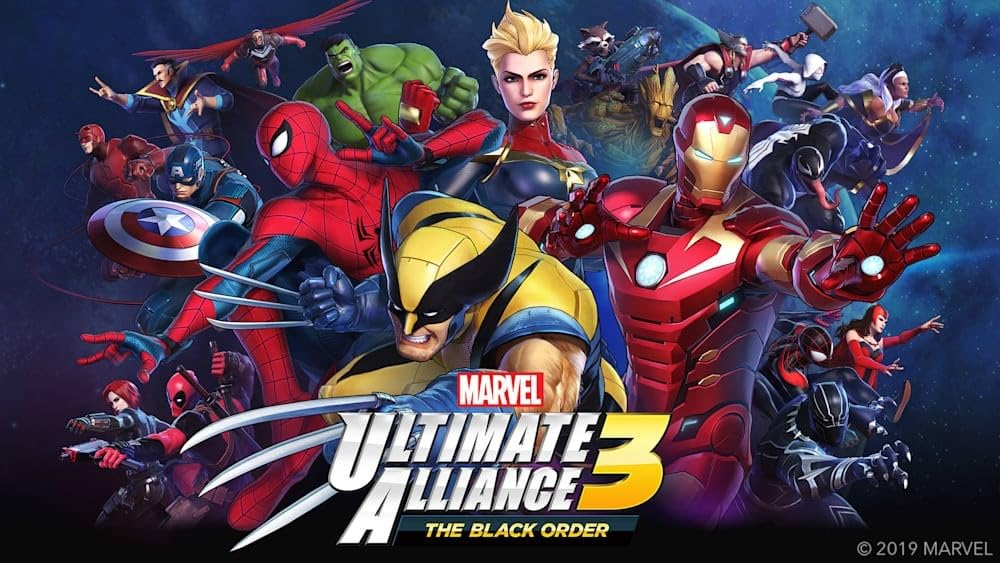 MARVEL
ULTIMATE
ALLIANCE 3
THE BLACK ORDER
© 2019 MARVEL